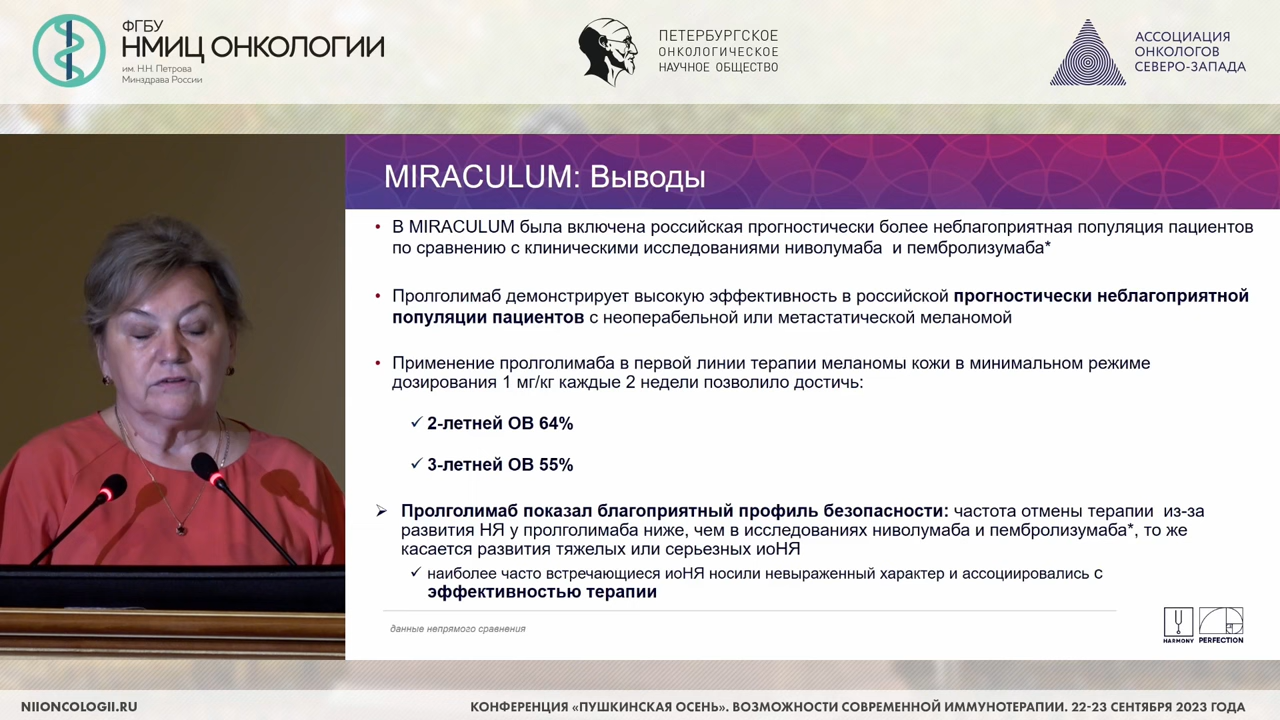 ФГБУ
НМИЦ ОНКОЛОГИИ
им. Н.Н. Петрова
Минздрава России
ПЕТЕРБУРГСКОЕ
ОНКОЛОГИЧЕСКОЕ
НАУЧНОЕ ОБЩЕСТВО
АССОЦИАЦИЯ
ОНКОЛОГОВ
СЕВЕРО-ЗАПАДА
MIRACULUM: Выводы
• В MIRACULUM была включена российская прогностически более неблагоприятная популяция пациентов
по сравнению с клиническими исследованиями ниволумаба и пембролизумаба*
• Пролголимаб демонстрирует высокую эффективность в российской прогностически неблагоприятной
популяции пациентов с неоперабельной или метастатической меланомой
• Применение пролголимаба в первой линии терапии меланомы кожи в минимальном режиме
дозирования 1 мг/кг каждые 2 недели позволило достичь:
✓ 2-летней ОВ 64%
✓ 3-летней ОВ 55%
➢ Пролголимаб показал благоприятный профиль безопасности: частота отмены терапии из-за
развития НЯ у пролголимаба ниже, чем в исследованиях ниволумаба и пембролизумаба*, то же
касается развития тяжелых или серьезных иоНЯ
✓ наиболее часто встречающиеся иоНЯ носили невыраженный характер и ассоциировались с
эффективностью терапии
данные непрямого сравнения
HARMONY
PERFECTION
NIIONCOLOGII.RU
КОНФЕРЕНЦИЯ «ПУШКИНСКАЯ ОСЕНЬ». ВОЗМОЖНОСТИ СОВРЕМЕННОЙ ИММУНОТЕРАПИИ. 22-23 СЕНТЯБРЯ 2023 ГОДА